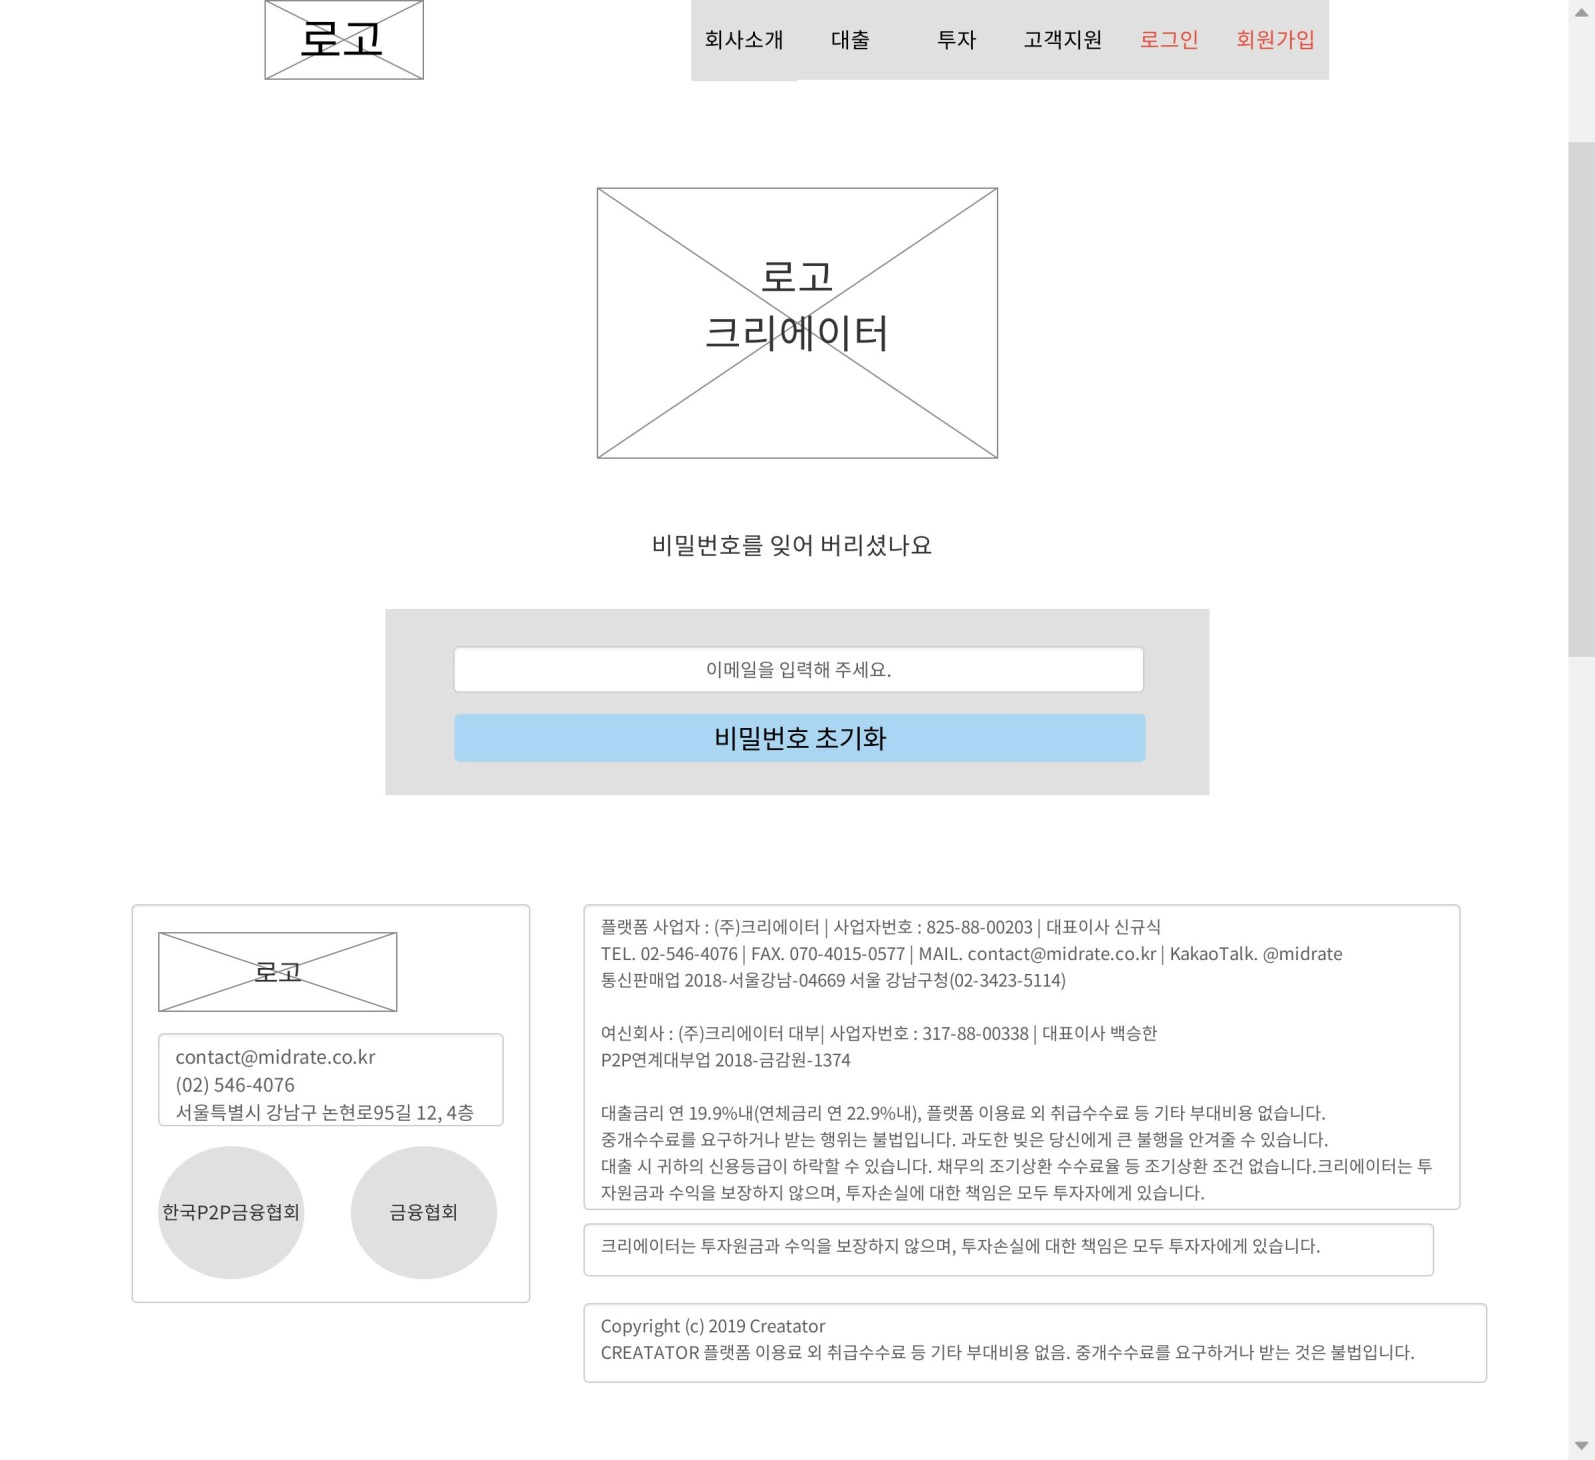 로고
회사소개 대출 투자 고객지원 로그인 회원가입
로고
크리에이터
비밀번호를 잊어 버리셨나요
이메일을 입력해 주세요.
비밀번호 초기화
로고
contact@midrate.co.kr
(02) 546-4076
서울특별시 강남구 논현로95길 12, 4층
한국P2P금융협회
금융협회
플랫폼 사업자 : (주)크리에이터 | 사업자번호 : 825-88-00203 | 대표이사 신규식
TEL. 02-546-4076 | FAX. 070-4015-0577 | MAIL. contact@midrate.co.kr | KakaoTalk. @midrate
통신판매업 2018-서울강남-04669 서울 강남구청(02-3423-5114)
여신회사 : (주)크리에이터 대부| 사업자번호 : 317-88-00338 | 대표이사 백승한
P2P연계대부업 2018-금감원-1374
대출금리 연 19.9%내(연체금리 연 22.9%내), 플랫폼 이용료 외 취급수수료 등 기타 부대비용 없습니다.
중개수수료를 요구하거나 받는 행위는 불법입니다. 과도한 빚은 당신에게 큰 불행을 안겨줄 수 있습니다.
대출 시 귀하의 신용등급이 하락할 수 있습니다. 채무의 조기상환 수수료율 등 조기상환 조건 없습니다.크리에이터는 투
자원금과 수익을 보장하지 않으며, 투자손실에 대한 책임은 모두 투자자에게 있습니다.
크리에이터는 투자원금과 수익을 보장하지 않으며, 투자손실에 대한 책임은 모두 투자자에게 있습니다.
Copyright (c) 2019 Creatator
CREATATOR 플랫폼 이용료 외 취급수수료 등 기타 부대비용 없음. 중개수수료를 요구하거나 받는 것은 불법입니다.